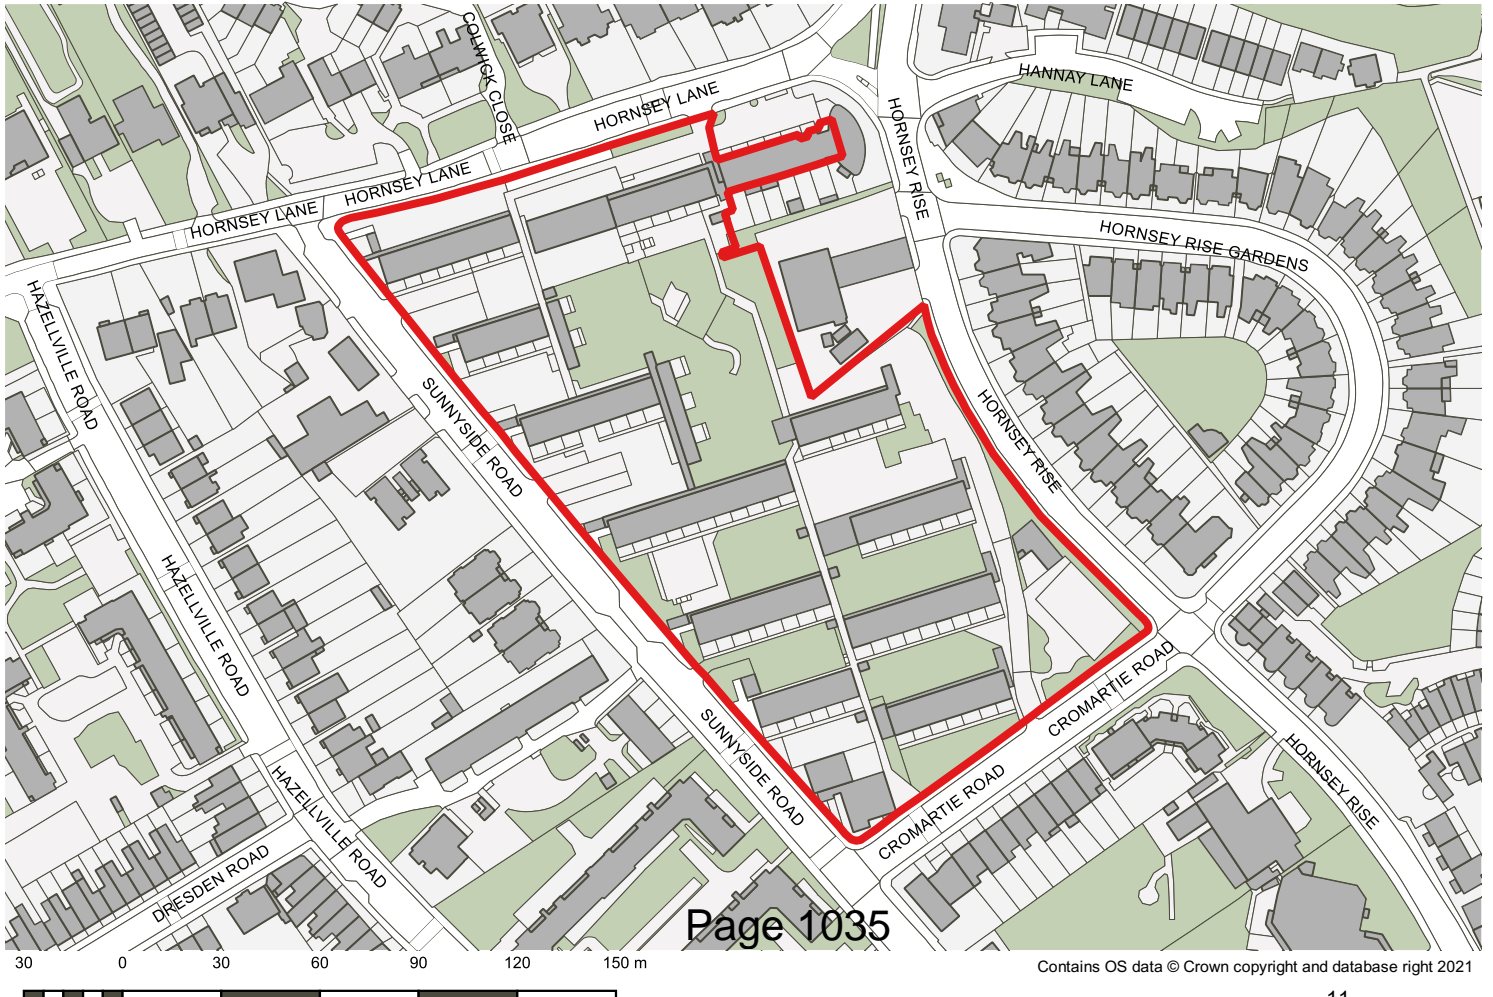 COLWICK CLOSE
HORNSEY LANE
HANNAY LANE
HORNSEY RISE
HORNSEY LANE
HORNSEY LANE
HORNSEY RISE GARDENS
HAZELLVILLE ROAD
SUNNYSIDE ROAD
HORNSEY RISE
HAZELLVILLE ROAD
CROMARTIE ROAD
SUNNYSIDE ROAD
HORNSEY RISE
HAZELLVILLE ROAD
CROMARTIE ROAD
DRESDEN ROAD
Page 1035
30 0 30 60 90 120 150 m
Contains OS data © Crown copyright and database right 2021
11